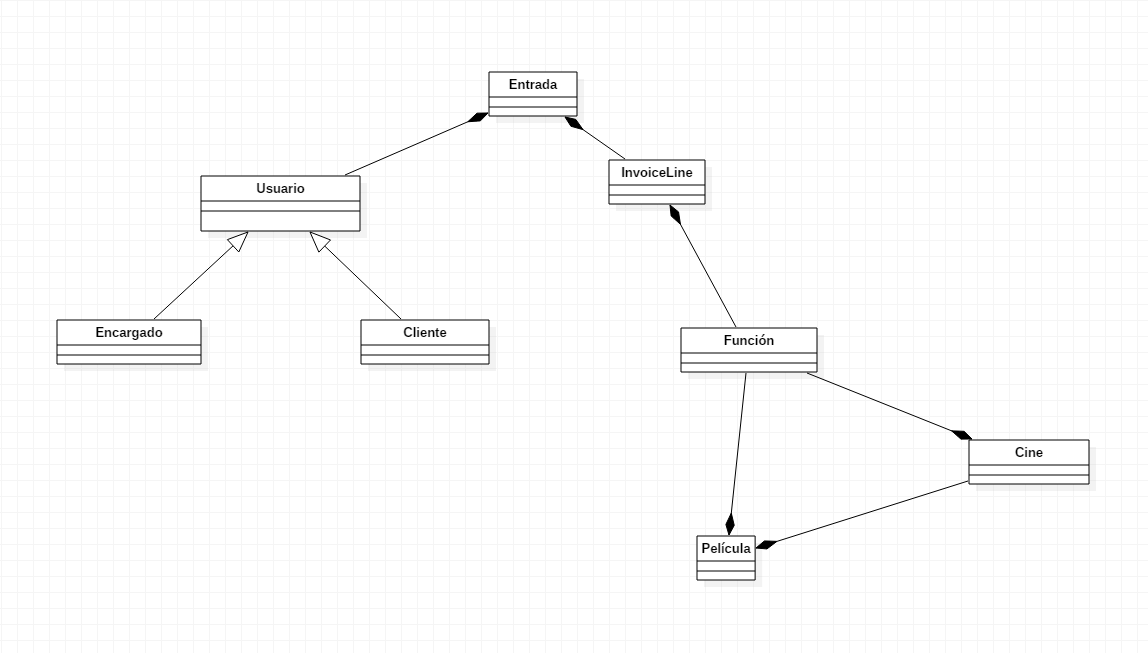 Entrada
InvoiceLine
Usuario
Encargado
Cliente
Función
Cine
Película